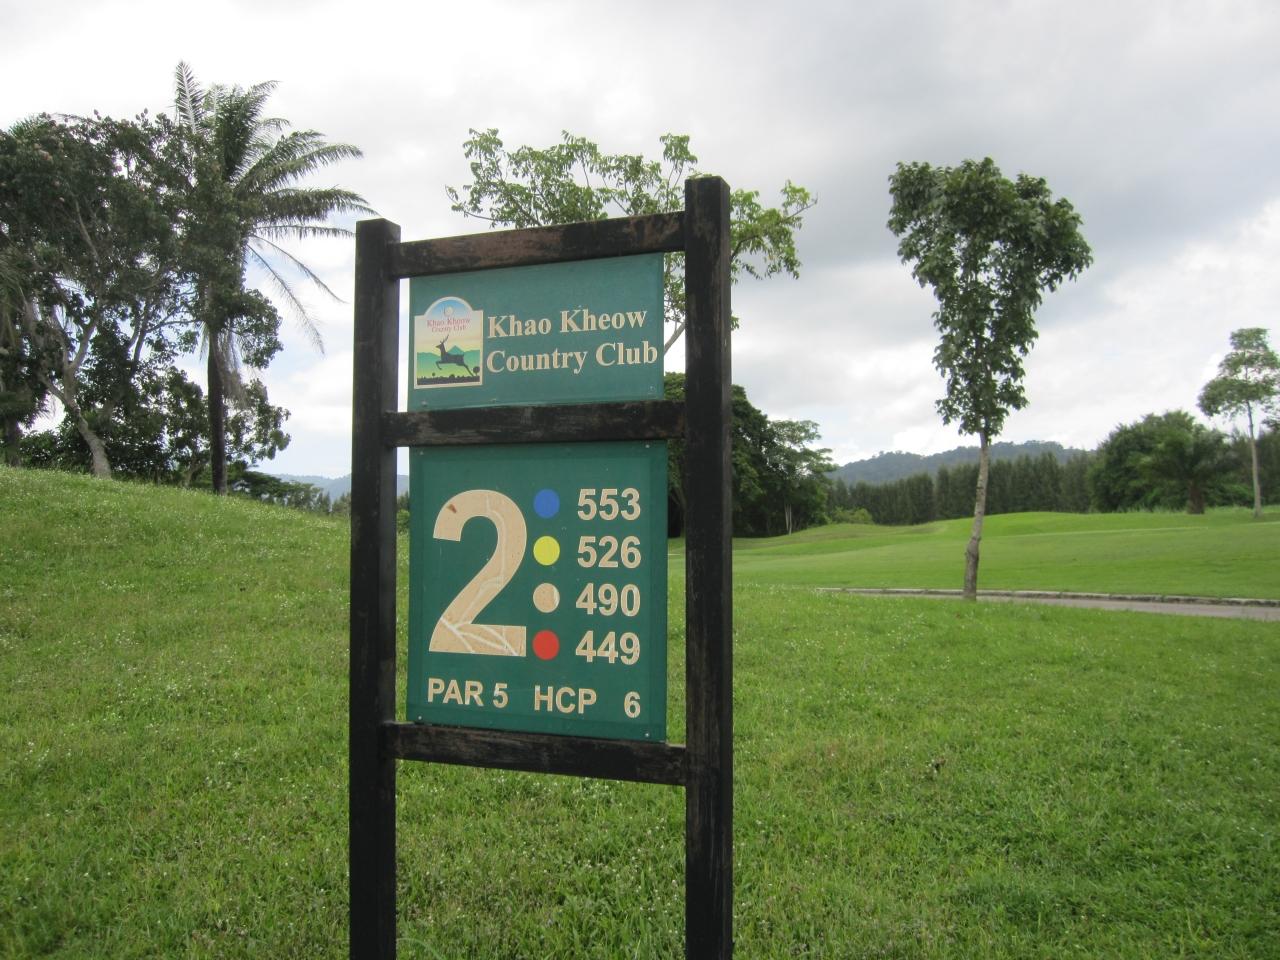 Khao Kheow
Country Club
Khao Kheow
Country Club
2
553
526
490
449
PAR 5 HCP 6